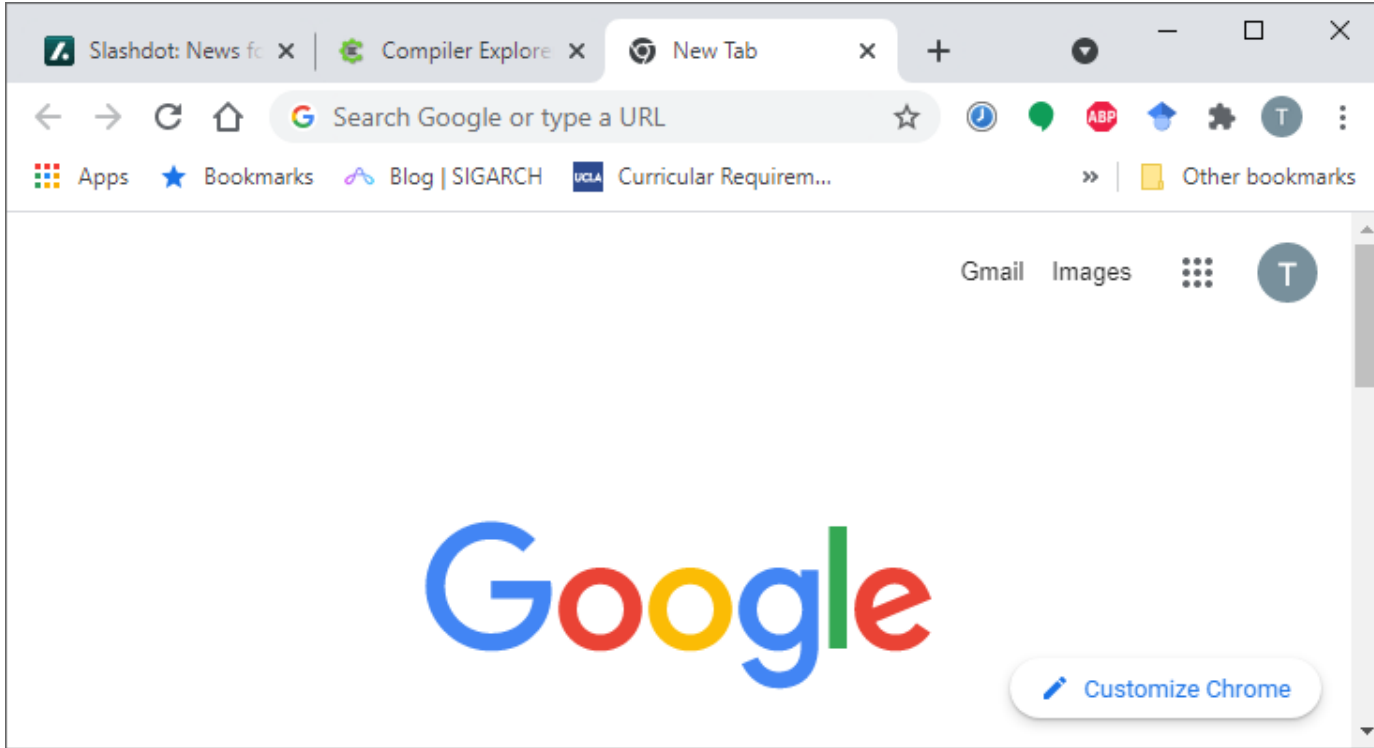 Slashdot: News fo
Compiler Explore
New Tab
Search Google or type a URL
ABP
T
Apps
Bookmarks
Blog | SIGARCH
UCLA
Curricular Requirem...
»
Other bookmarks
Gmail
Images
T
Google
Customize Chrome